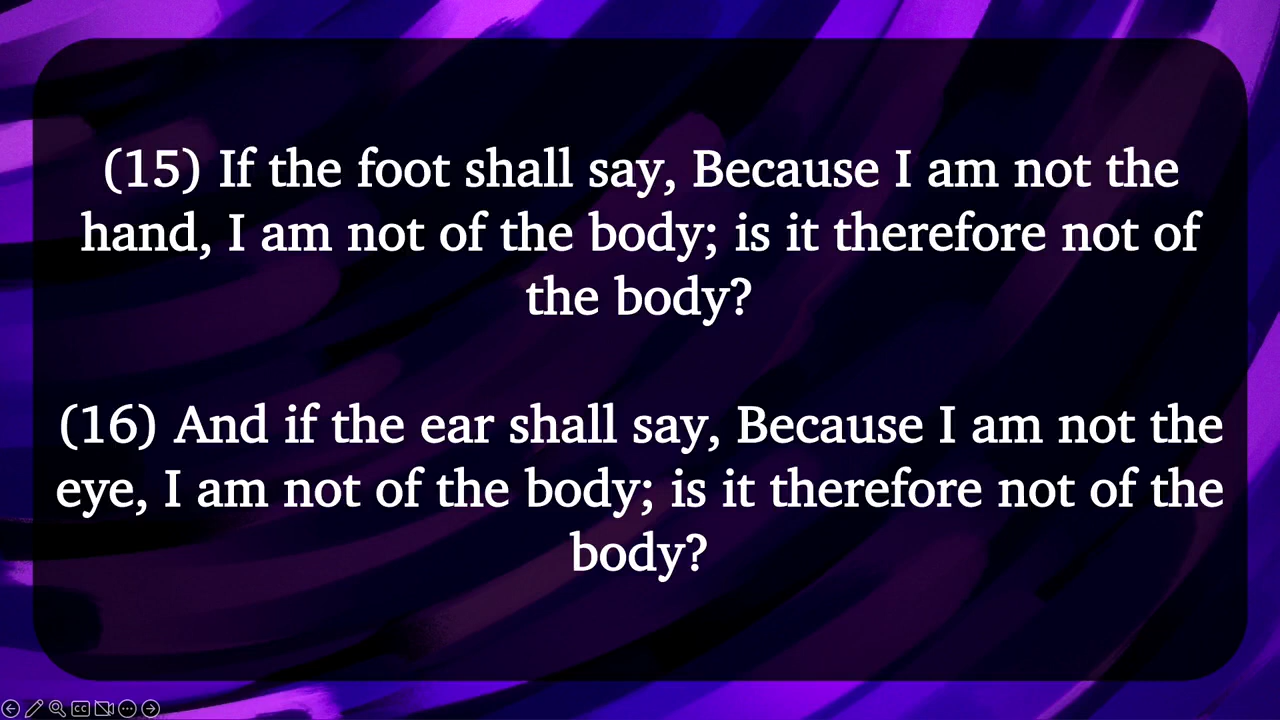 (15) If the foot shall say, Because I am not the
hand, I am not of the body; is it therefore not of
the body?
(16) And if the ear shall say, Because I am not the
eye, I am not of the body; is it therefore not of the
body?
CC